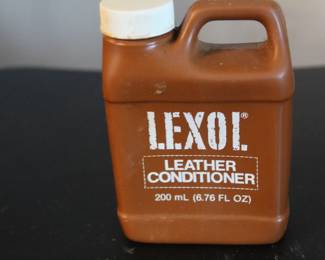 LEXOL®
LEATHER
CONDITIONER
200 mL (6.76 FL OZ)